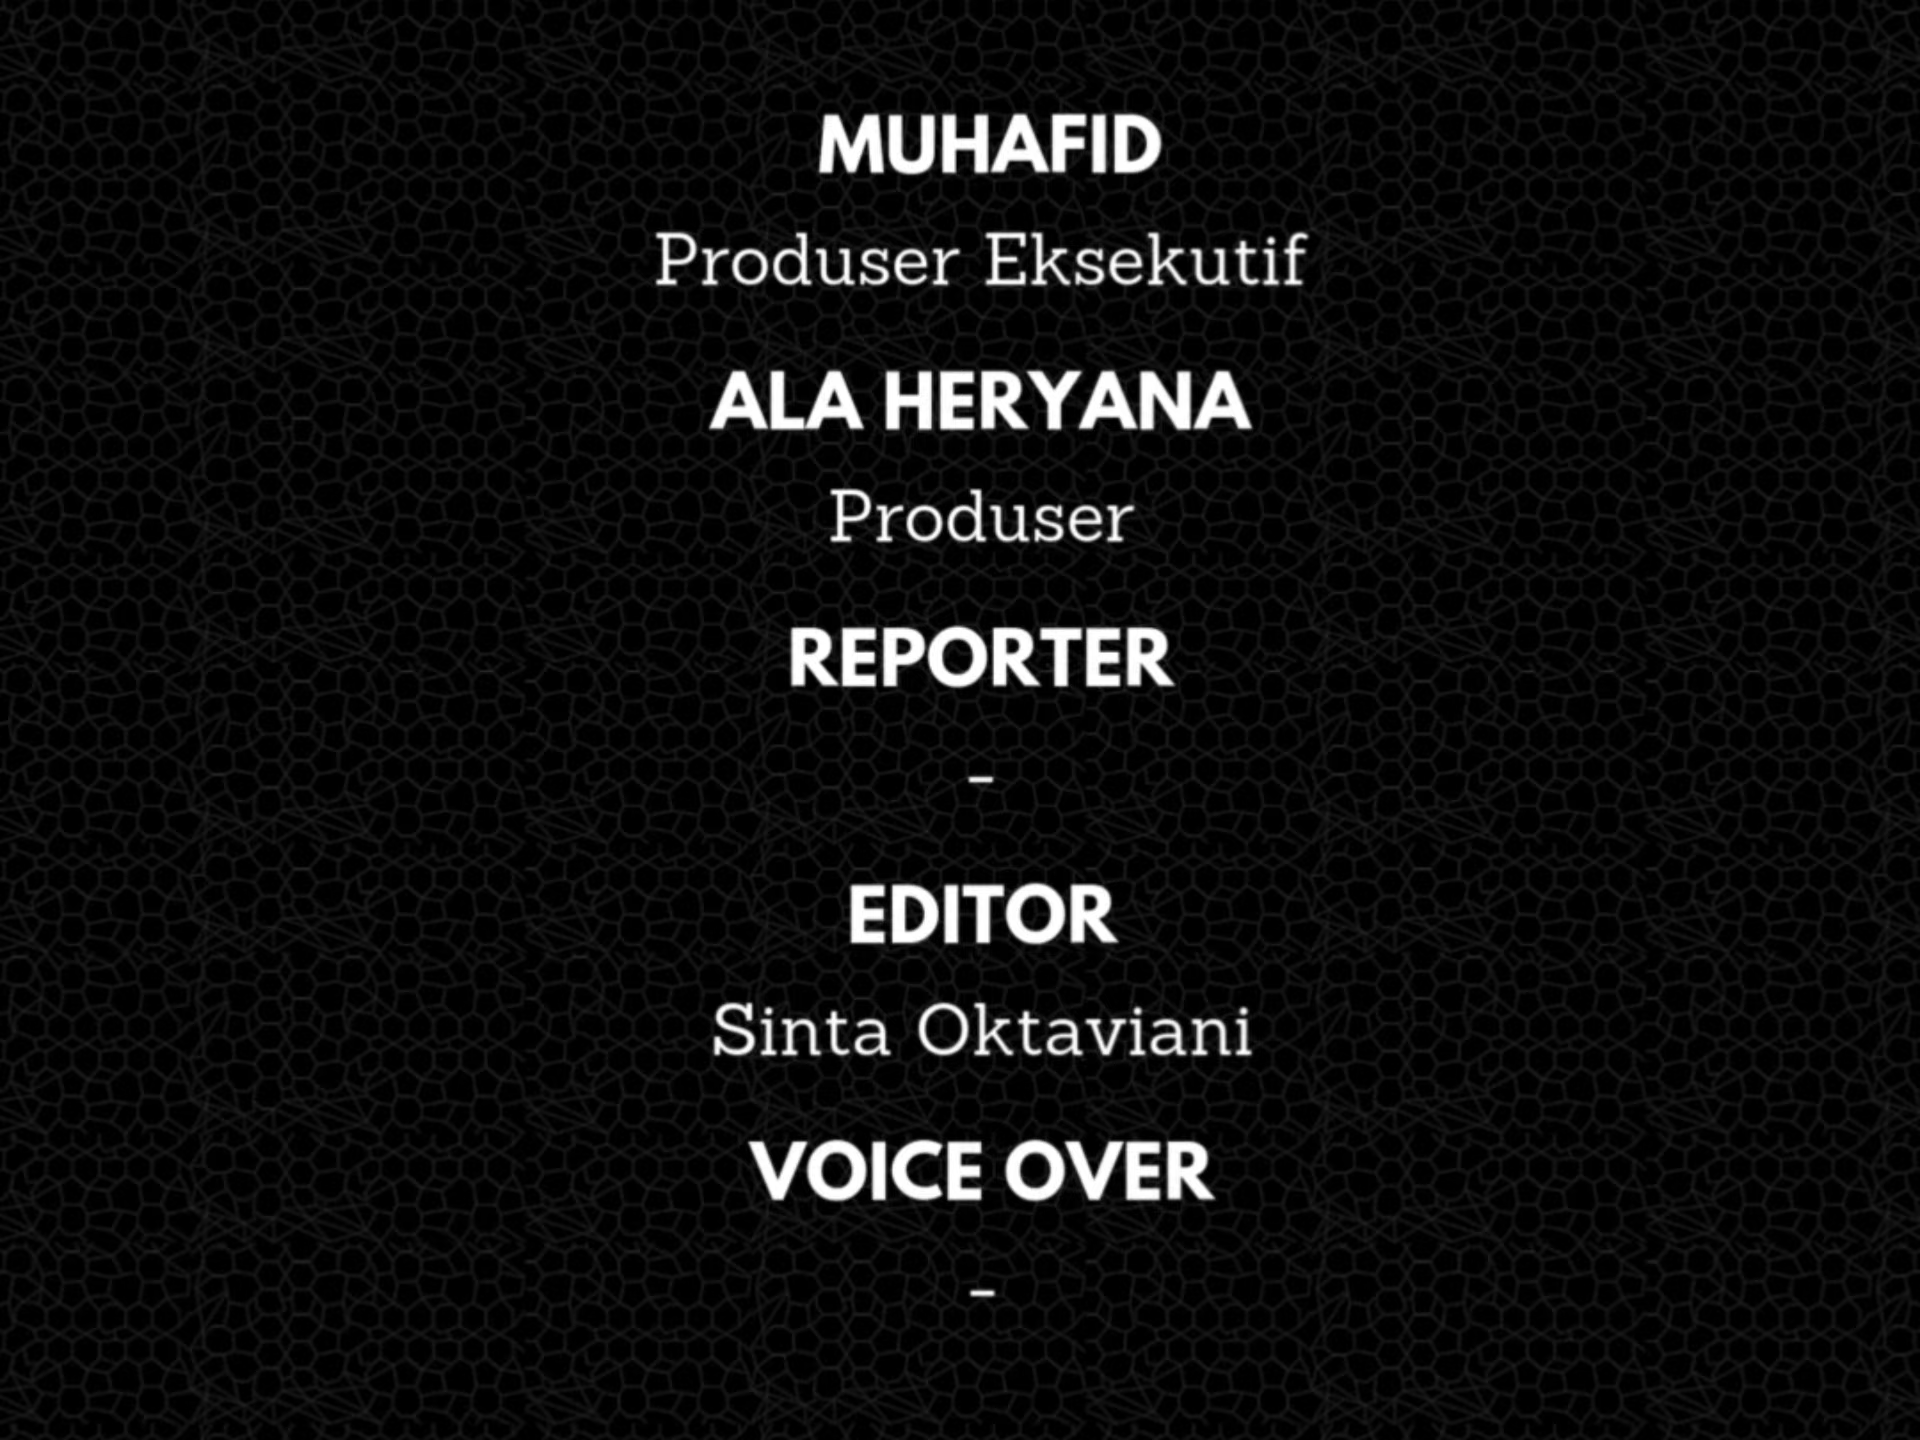 MUHAFID
Produser Eksekutif
ALA HERYANA
Produser
REPORTER
-
EDITOR
Sinta Oktaviani
VOICE OVER
-